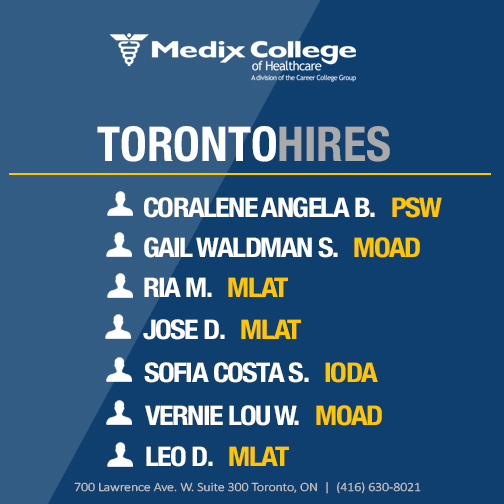 Medix College
of Healthcare
A division of the Career College Group
TORONTOHIRES
CORALENE ANGELA B. PSW
GAIL WALDMAN S. MOAD
RIA M. MLAT
JOSE D. MLAT
SOFIA COSTA S. IODA
VERNIE LOU W. MOAD
LEO D. MLAT
700 Lawrence Ave. W. Suite 300 Toronto, ON | (416) 630-8021